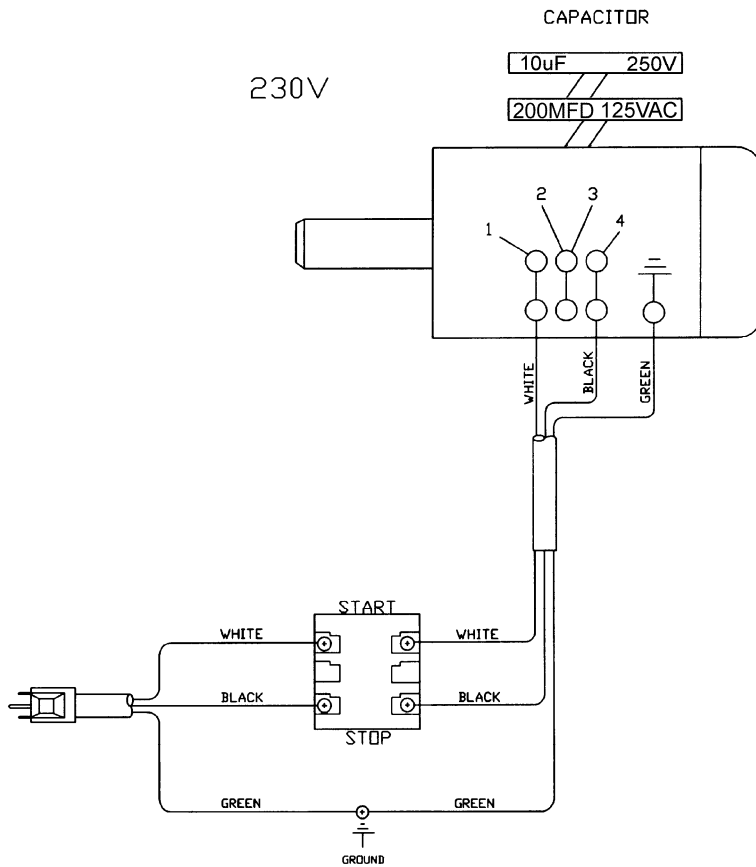 CAPACITOR
230V
10uF 250V
200MFD 125VAC
2 3
1 4
WHITE
BLACK
GREEN
START
WHITE
WHITE
BLACK
BLACK
STOP
GREEN
GREEN
GROUND